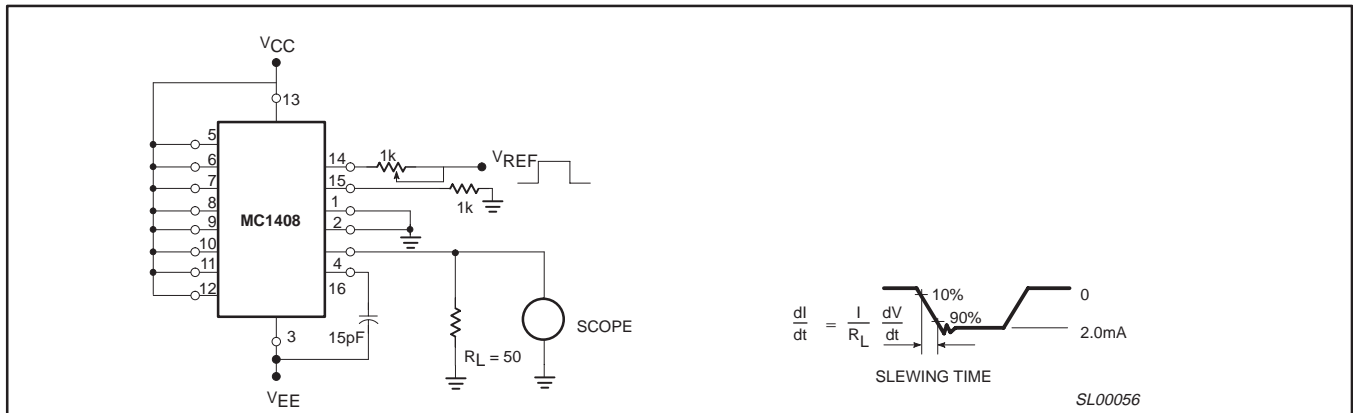 VCC
13
5
6
7
8
9
10
11
12
MC1408
14
15
1
2
4
16
1k
VREF
1k
3
15pF
VEE
RL = 50
SCOPE
dI
dt
=
I
RL
dV
dt
10%
90%
0
2.0mA
SLEWING TIME
SL00056